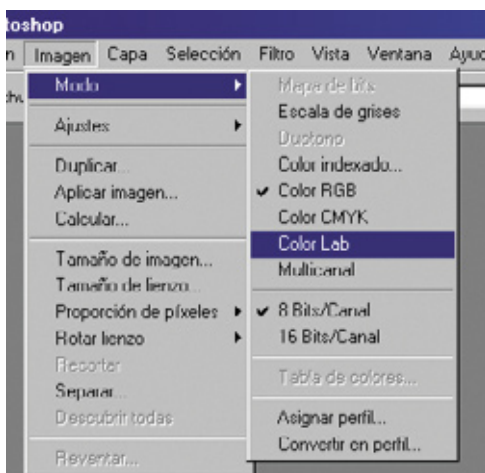 toshop
n Imagen Capa Selección Filtro Vista Ventana Ayuc
Modo
Ajustes
Duplicar...
Aplicar imagen...
Calcular...
Tamaño de imagen...
Tamaño de lienzo...
Proporción de píxeles
Rotar lienzo
Recortar
Separar...
Descubrir todas
Reventar...
Mapa de bits
Escala de grises
Duotono
Color indexado...
Color RGB
Color CMYK
Color Lab
Multicanal
8 Bits/Canal
16 Bits/Canal
Tabla de colores...
Asignar perfil...
Convertir en perfil...